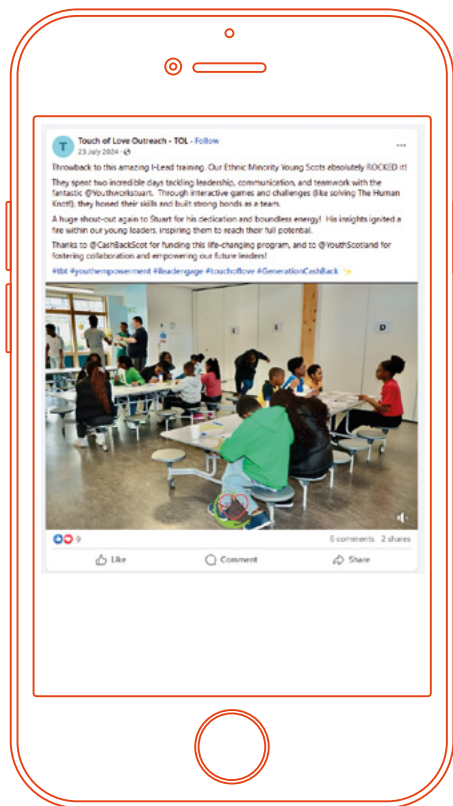 T
Touch of Love Outreach - TOL · Follow
23 July 2024 ·
Throwback to this amazing I-Lead training. Our Ethnic Minority Young Scots absolutely ROCKED it!
They spent two incredible days tackling leadership, communication, and teamwork with the
fantastic @Youthworkstuart. Through interactive games and challenges (like solving The Human
Knot!), they honed their skills and built strong bonds as a team.
A huge shout-out again to Stuart for his dedication and boundless energy! His insights ignited a
fire within our young leaders, inspiring them to reach their full potential.
Thanks to @CashBackScot for funding this life-changing program, and to @YouthScotland for
fostering collaboration and empowering our future leaders!
#tbt #youthempowerment #ileadengage #touchoflove #GenerationCashBack
D
9
6 comments 2 shares
Like Comment Share